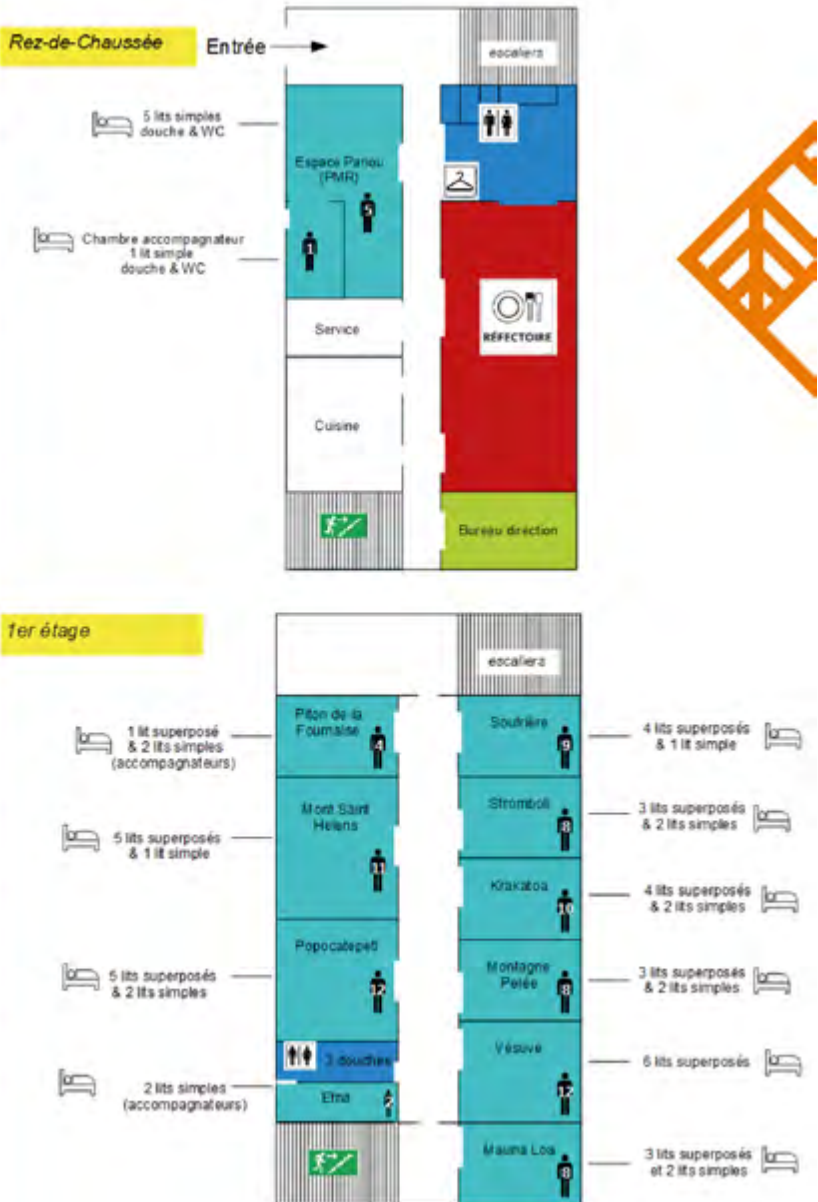 Rez-de-Chaussée
Entrée
escaliers
5 lits simples
douche & WC
Espace Pariou
(PMR)
5
Chambre accompagnateur
1 lit simple
douche & WC
1
Service
RÉFECTOIRE
Cuisine
Bureau direction
1er étage
escaliers
1 lit superposé
& 2 lits simples
(accompagnateurs)
Piton de la
Fournaise
4
Soufrière
9
4 lits superposés
& 1 lit simple
5 lits superposés
& 1 lit simple
Mont Saint
Helens
11
Stromboli
8
3 lits superposés
& 2 lits simples
Krakatoa
10
4 lits superposés
& 2 lits simples
5 lits superposés
& 2 lits simples
Popocatepetl
12
Montagne
Pelée
8
3 lits superposés
& 2 lits simples
3 douches
Vésuve
12
6 lits superposés
2 lits simples
(accompagnateurs)
Etna
2
Mauna Loa
8
3 lits superposés
et 2 lits simples